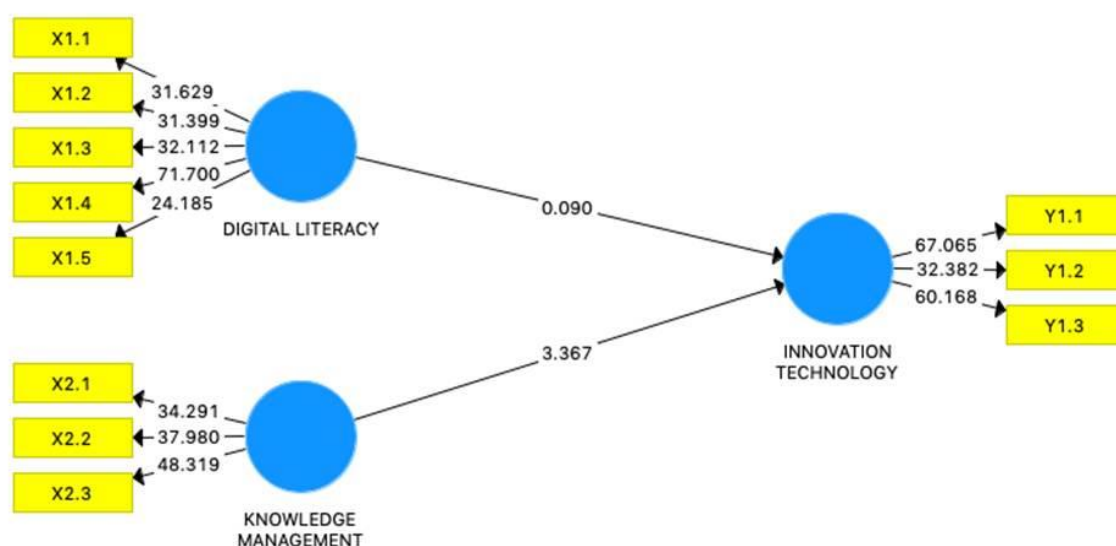 X1.1
X1.2
X1.3
X1.4
X1.5
31.629
31.399
32.112
71.700
24.185
DIGITAL LITERACY
0.090
X2.1
X2.2
X2.3
34.291
37.980
48.319
KNOWLEDGE
MANAGEMENT
3.367
INNOVATION
TECHNOLOGY
67.065
32.382
60.168
Y1.1
Y1.2
Y1.3